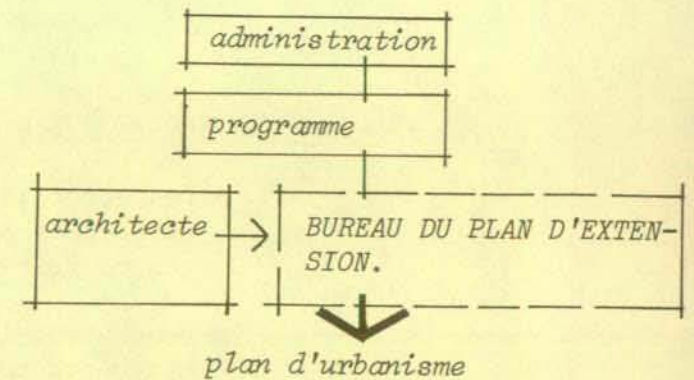 administration
programme
architecte
BUREAU DU PLAN D'EXTEN-
SION.
plan d'urbanisme